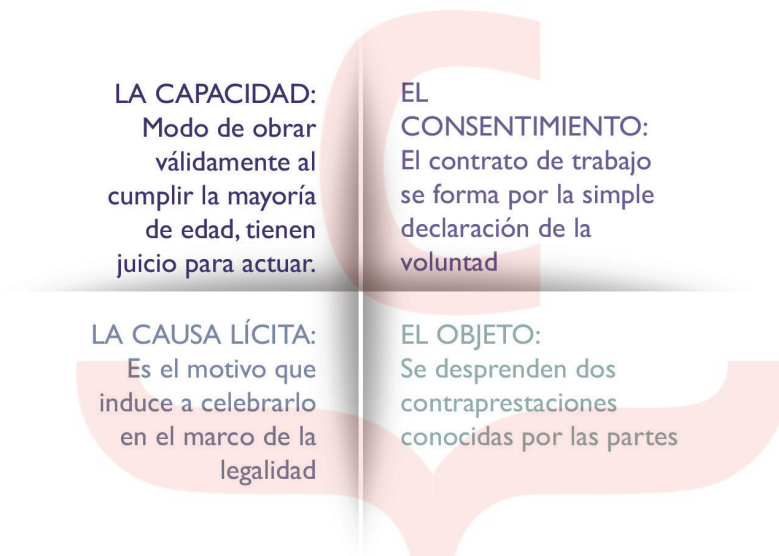 LA CAPACIDAD:
Modo de obrar
válidamente al
cumplir la mayoría
de edad, tienen
juicio para actuar.
EL
CONSENTIMIENTO:
El contrato de trabajo
se forma por la simple
declaración de la
voluntad
LA CAUSA LÍCITA:
Es el motivo que
induce a celebrarlo
en el marco de la
legalidad
EL OBJETO:
Se desprenden dos
contraprestaciones
conocidas por las partes